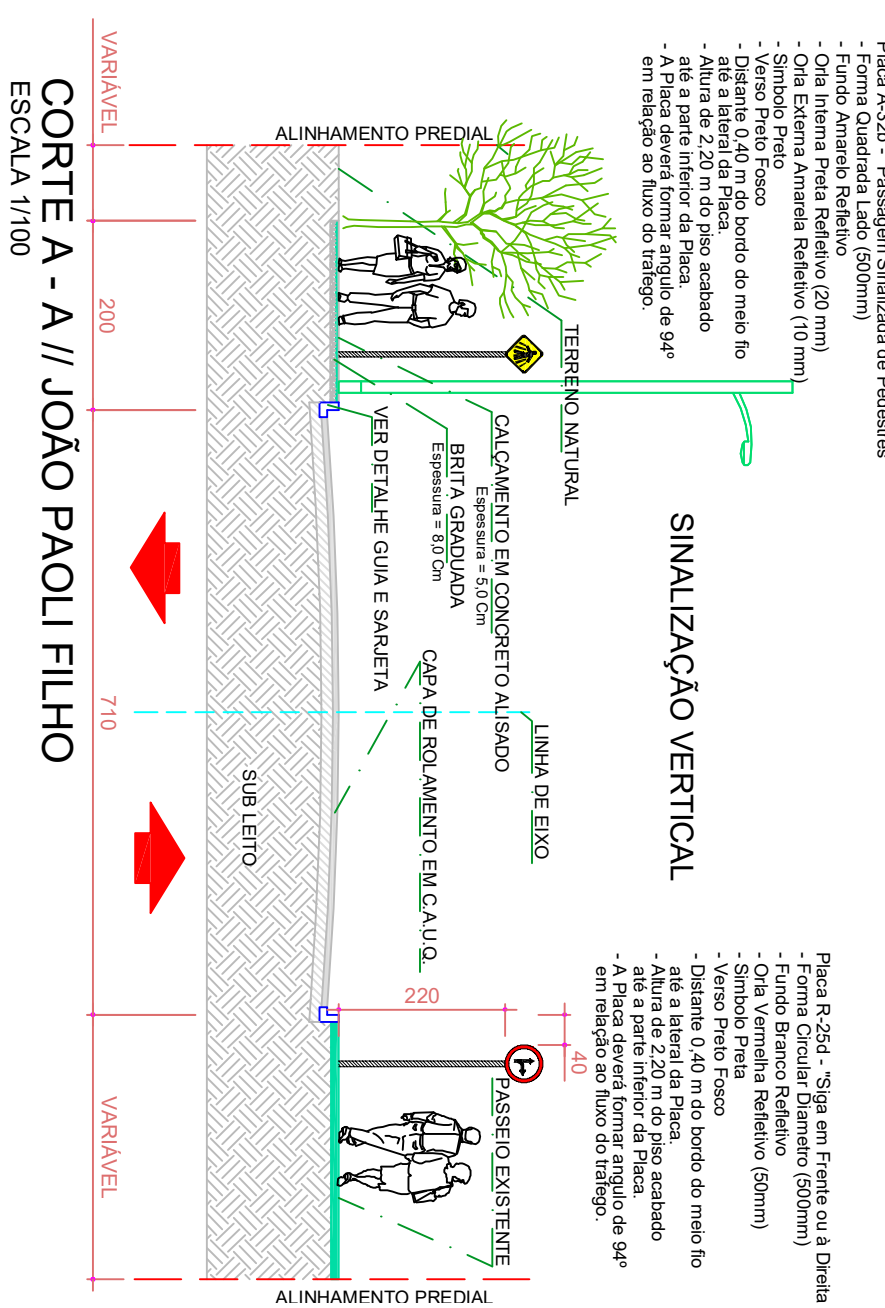 Placa A-32b - "Passagem Sinalizada de Pedestres
- Forma Quadrada Lado (500mm)
- Fundo Amarelo Refletivo
- Orla Interna Preta Refletivo (20 mm)
- Orla Externa Amarela Refletivo (10 mm)
- Simbolo Preto
- Verso Preto Fosco
- Distante 0,40 m do bordo do meio fio
até a lateral da Placa.
- Altura de 2,20 m do piso acabado
até a parte inferior da Placa.
- A Placa deverá formar angulo de 94º
em relação ao fluxo do trafego.
SINALIZAÇÃO VERTICAL
Placa R-25d - "Siga em Frente ou à Direita
- Forma Circular Diametro (500mm)
- Fundo Branco Refletivo
- Orla Vermelha Refletivo (50mm)
- Simbolo Preta
- Verso Preto Fosco
- Distante 0,40 m do bordo do meio fio
até a lateral da Placa.
- Altura de 2,20 m do piso acabado
até a parte inferior da Placa.
- A Placa deverá formar angulo de 94º
em relação ao fluxo do trafego.
ALINHAMENTO PREDIAL
TERRENO NATURAL
CALÇAMENTO EM CONCRETO ALISADO
Espessura = 5,0 Cm
BRITA GRADUADA
Espessura = 8,0 Cm
VER DETALHE GUIA E SARJETA
LINHA DE EIXO
CAPA DE ROLAMENTO EM C.A.U.Q.
SUB LEITO
40
220
PASSEIO EXISTENTE
ALINHAMENTO PREDIAL
VARIÁVEL
200
710
VARIÁVEL
CORTE A - A // JOÃO PAOLI FILHO
ESCALA 1/100